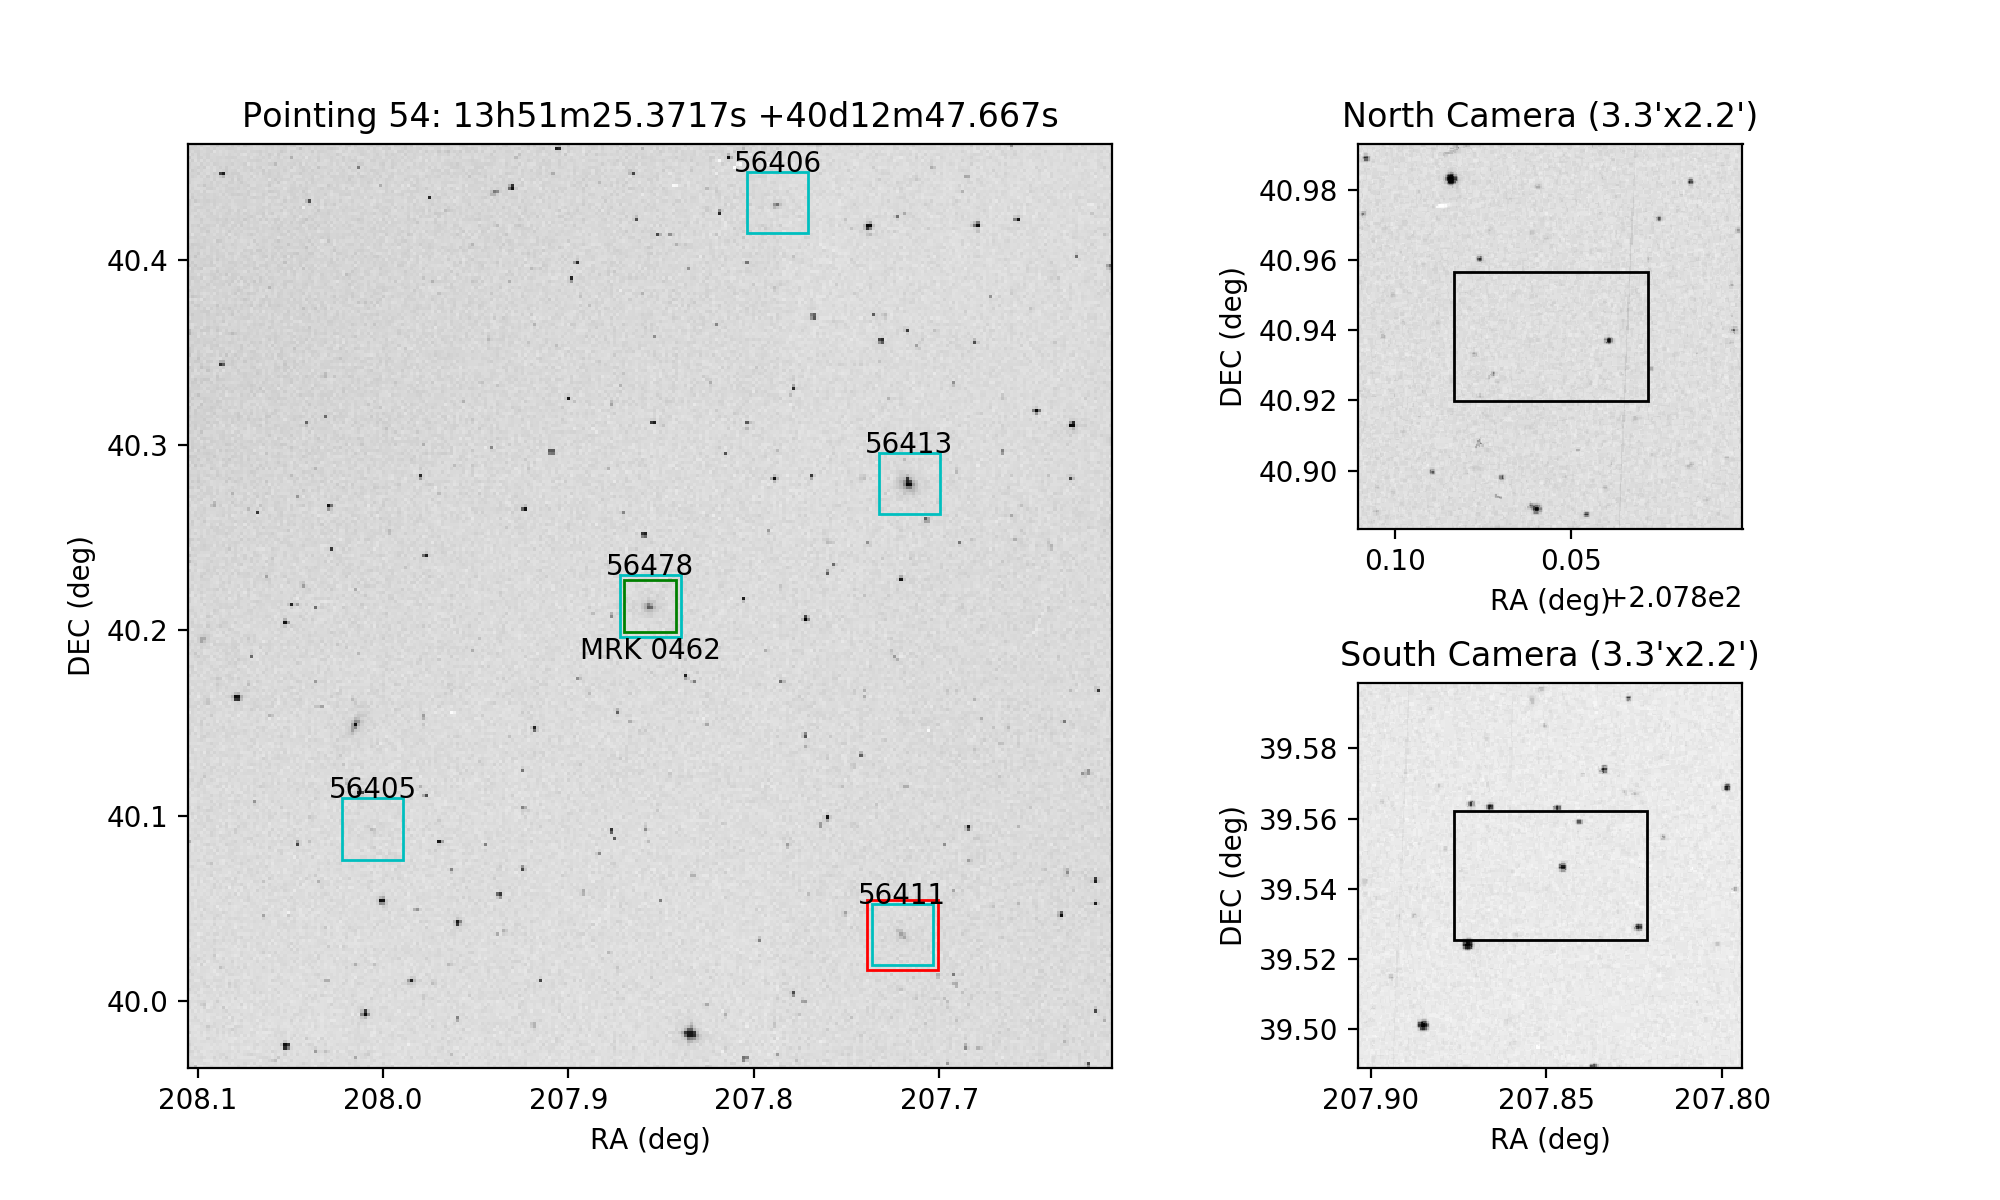 Pointing 54: 13h51m25.3717s +40d12m47.667s
56406
56413
56478
MRK 0462
56405
56411
40.4
40.3
40.2
40.1
40.0
DEC (deg)
208.1 208.0 207.9 207.8 207.7
RA (deg)
North Camera (3.3'x2.2')
40.98
40.96
40.94
40.92
40.90
DEC (deg)
0.10 0.05
RA (deg)
+2.078e2
South Camera (3.3'x2.2')
39.58
39.56
39.54
39.52
39.50
DEC (deg)
207.90 207.85 207.80
RA (deg)